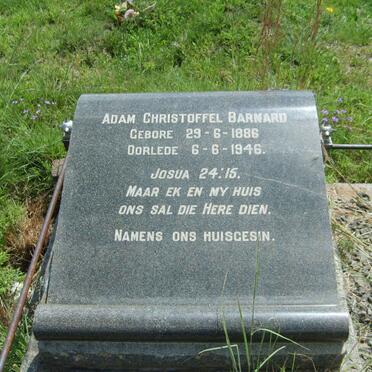 ADAM CHRISTOFFEL BARNARD
GEBORE 29-6-1886
OORLEDE 6-6-1946.
JOSUA 24:15.
MAAR EK EN MY HUIS
ONS SAL DIE HERE DIEN.
NAMENS ONS HUISGESIN.